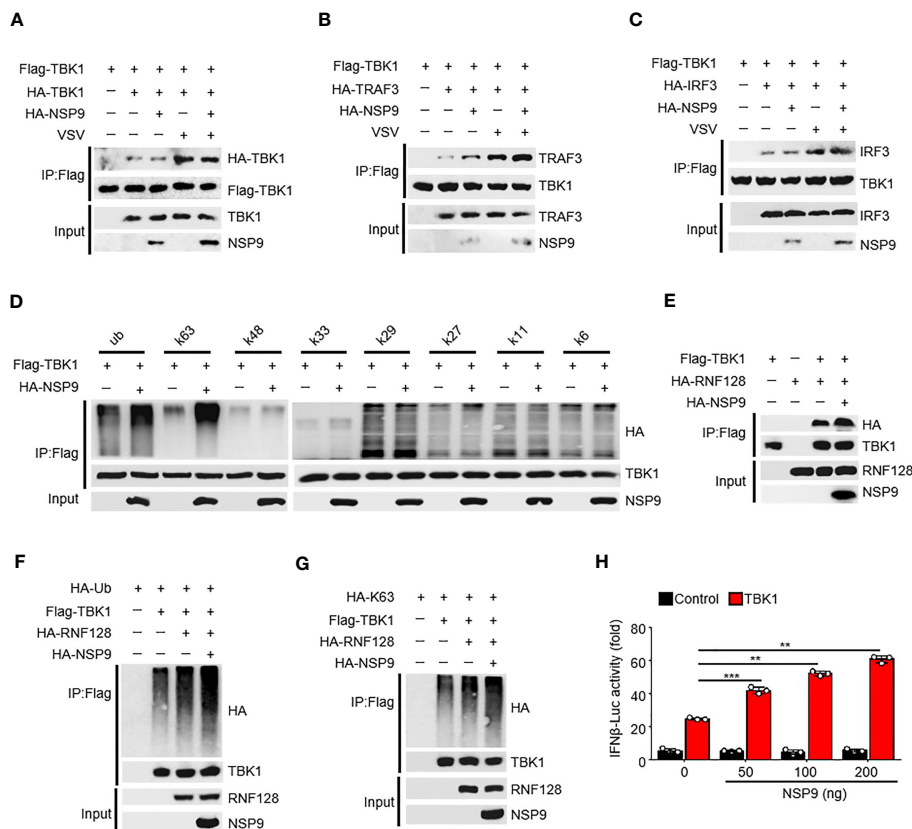 A
Flag-TBK1 + + + + +
HA-TBK1 – + + + +
HA-NSP9 – – + – +
VSV – – – + +
IP:Flag
HA-TBK1
Flag-TBK1
Input
TBK1
NSP9
B
Flag-TBK1 + + + + +
HA-TRAF3 – + + + +
HA-NSP9 – – + – +
VSV – – – + +
IP:Flag
TRAF3
TBK1
Input
TRAF3
NSP9
C
Flag-TBK1 + + + + +
HA-IRF3 – + + + +
HA-NSP9 – – + – +
VSV – – – + +
IP:Flag
IRF3
TBK1
Input
IRF3
NSP9
D
ub k63 k48 k33 k29 k27 k11 k6
Flag-TBK1 + + + + + + + + + + + + + + + +
HA-NSP9 – + – + – + – + – + – + – + – +
IP:Flag
HA
TBK1
Input
NSP9
E
Flag-TBK1 + – + +
HA-RNF128 – + + +
HA-NSP9 – – – +
IP:Flag
HA
TBK1
Input
RNF128
NSP9
F
HA-Ub + + + +
Flag-TBK1 – + + +
HA-RNF128 – – + +
HA-NSP9 – – – +
IP:Flag
HA
TBK1
Input
RNF128
NSP9
G
HA-K63 + + + +
Flag-TBK1 – + + +
HA-RNF128 – – + +
HA-NSP9 – – – +
IP:Flag
HA
TBK1
Input
RNF128
NSP9
H
Control TBK1
IFNβ-Luc activity (fold)
80
60
40
20
0
**
**
***
0 50 100 200
NSP9 (ng)